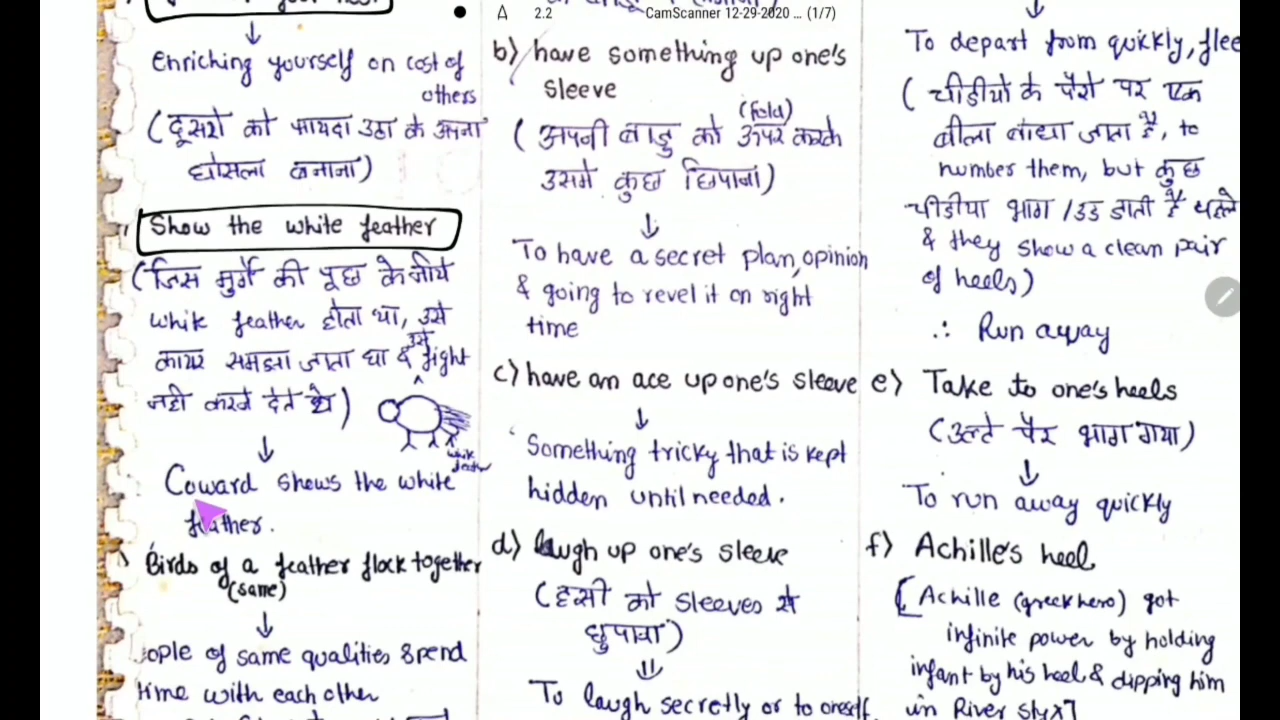 A 2.2 CamScanner 12-29-2020 ... (1/7)
↓
Enriching yourself on cost of
others
(दूसरो को फायदा उठा के अपना
घोसला बनाना)
Show the white feather
(जिस मुर्गे की पूछ के नीचे
white feather होता था, उसे
कायर समझा जाता था & उसे fight
नही करने देते थे)
white
feather
↓
Coward shows the white
feather.
Birds of a feather flock together
(same)
↓
ople of same qualities spend
time with each other
b) have something up one's
sleeve
(fold)
(अपनी बाजु को ऊपर करके
उसमे कुछ छिपाना)
↓
To have a secret plan, opinion
& going to revel it on right
time
c) have an ace up one's sleeve
↓
Something tricky that is kept
hidden until needed.
d) laugh up one's sleeve
(हसी को sleeves से
छुपाना)
⇓
To laugh secretly or to oneself.
↓
To depart from quickly, flee
(चीडीयो के पैरो पर एक
बीला बांधा जाता है, to
number them, but कुछ
चीडीया भाग /उड जाती है पहले
& they show a clean pair
of heels)
∴ Run away
e) Take to one's heels
(उल्टे पैर भाग गया)
↓
To run away quickly
f) Achille's heel
[Achille (greek hero) got
infinite power by holding
infant by his heel & dipping him
in River styx]